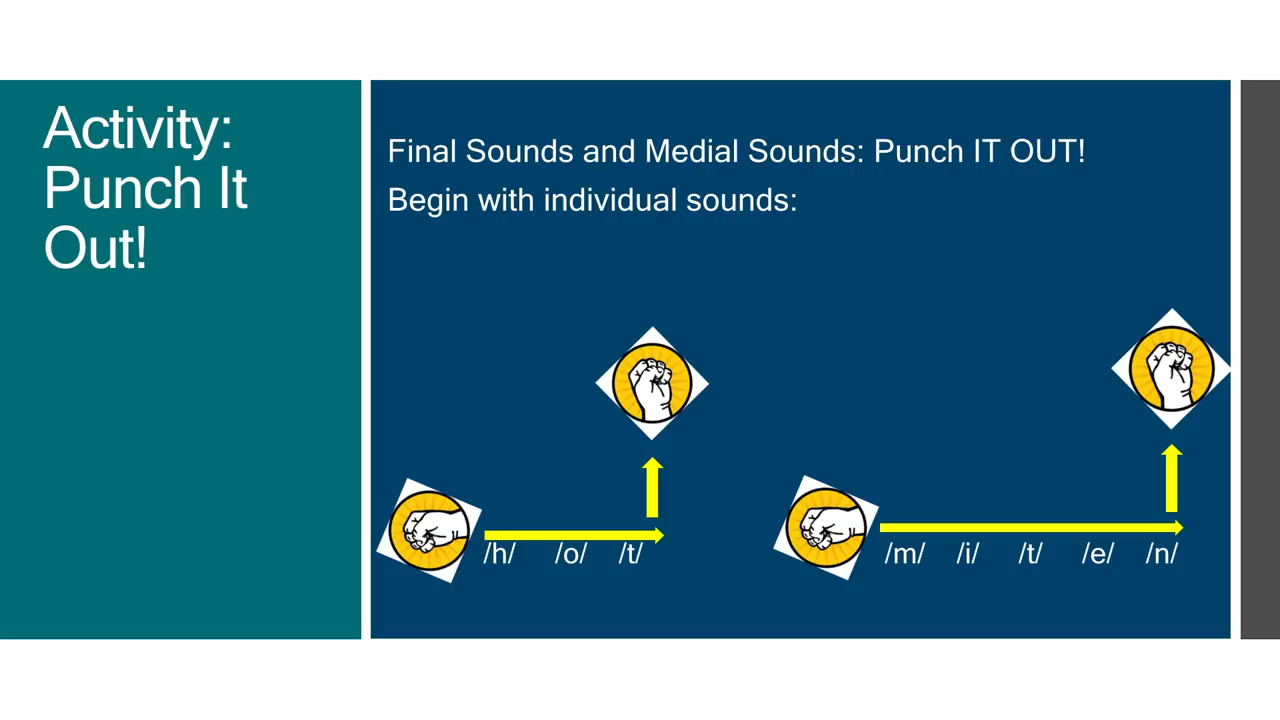 Activity:
Punch It
Out!
Final Sounds and Medial Sounds: Punch IT OUT!
Begin with individual sounds:
/h/ /o/ /t/
/m/ /i/ /t/ /e/ /n/